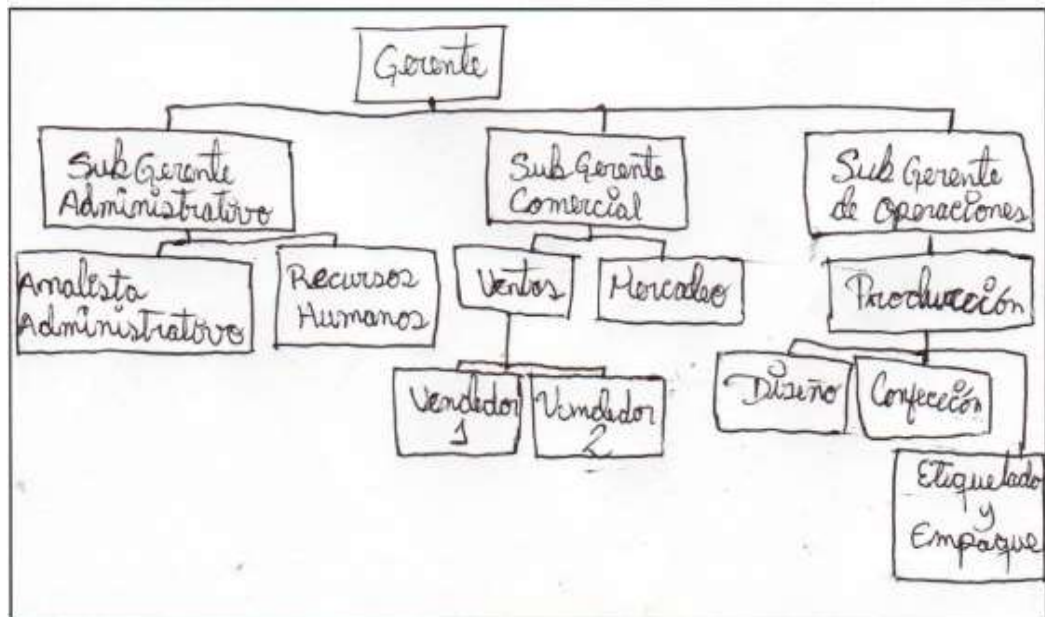 Gerente
Sub Gerente
Administrativo
Sub Gerente
Comercial
Sub Gerente
de Operaciones
Analista
Administrativo
Recursos
Humanos
Ventas
Mercadeo
Producción
Vendedor
1
Vendedor
2
Diseño
Confección
Etiquetado
y
Empaque